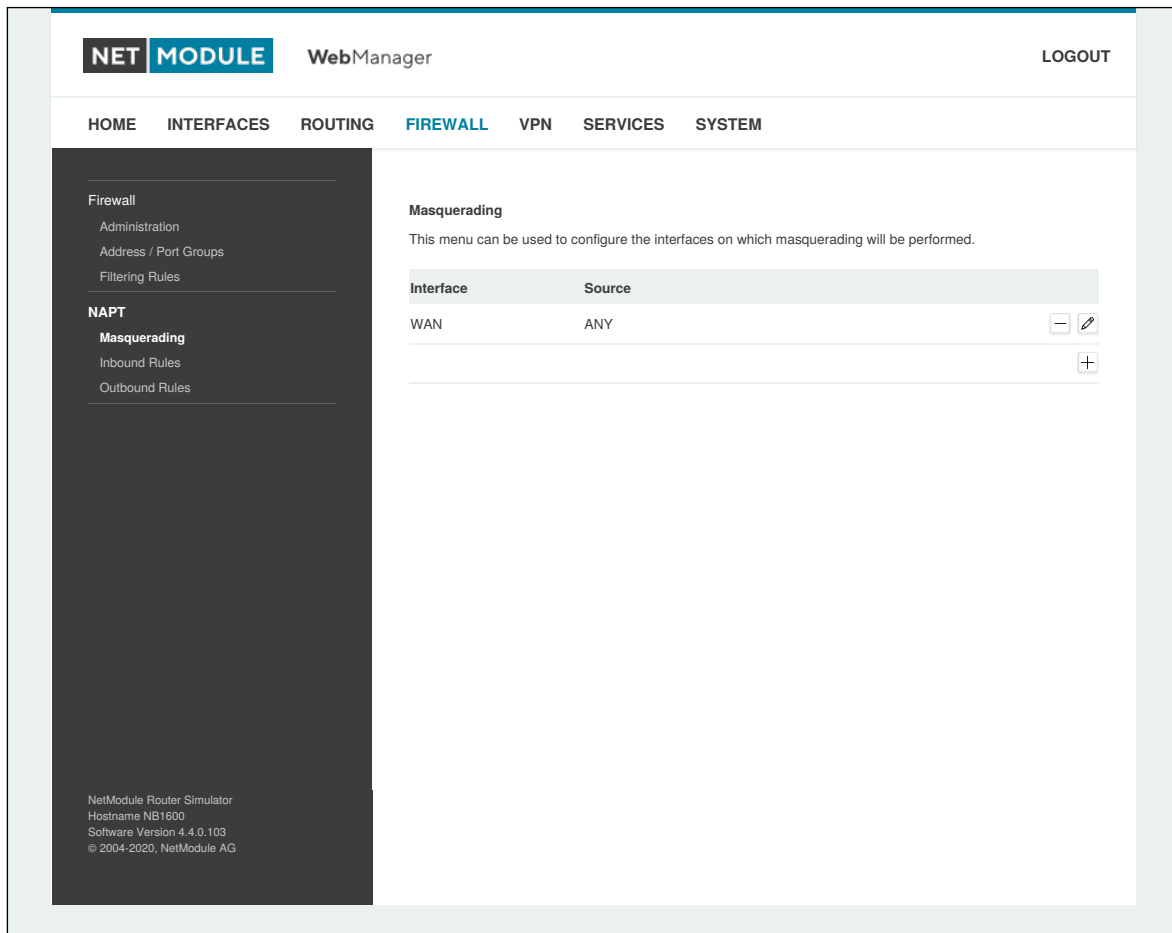 NET MODULE WebManager LOGOUT
HOME INTERFACES ROUTING FIREWALL VPN SERVICES SYSTEM
Firewall
Administration
Address / Port Groups
Filtering Rules
NAPT
Masquerading
Inbound Rules
Outbound Rules
Masquerading
This menu can be used to configure the interfaces on which masquerading will be performed.
Interface Source
WAN ANY
NetModule Router Simulator
Hostname NB1600
Software Version 4.4.0.103
© 2004-2020, NetModule AG